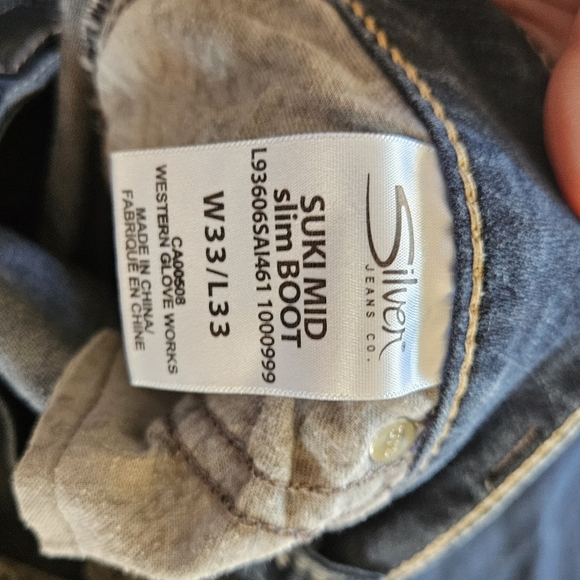 Silver
JEANS CO.
SUKI MID
slim BOOT
L93606SAI461 1000999
W33/L33
CA00608
WESTERN GLOVE WORKS
MADE IN CHINA/
FABRIQUÉ EN CHINE